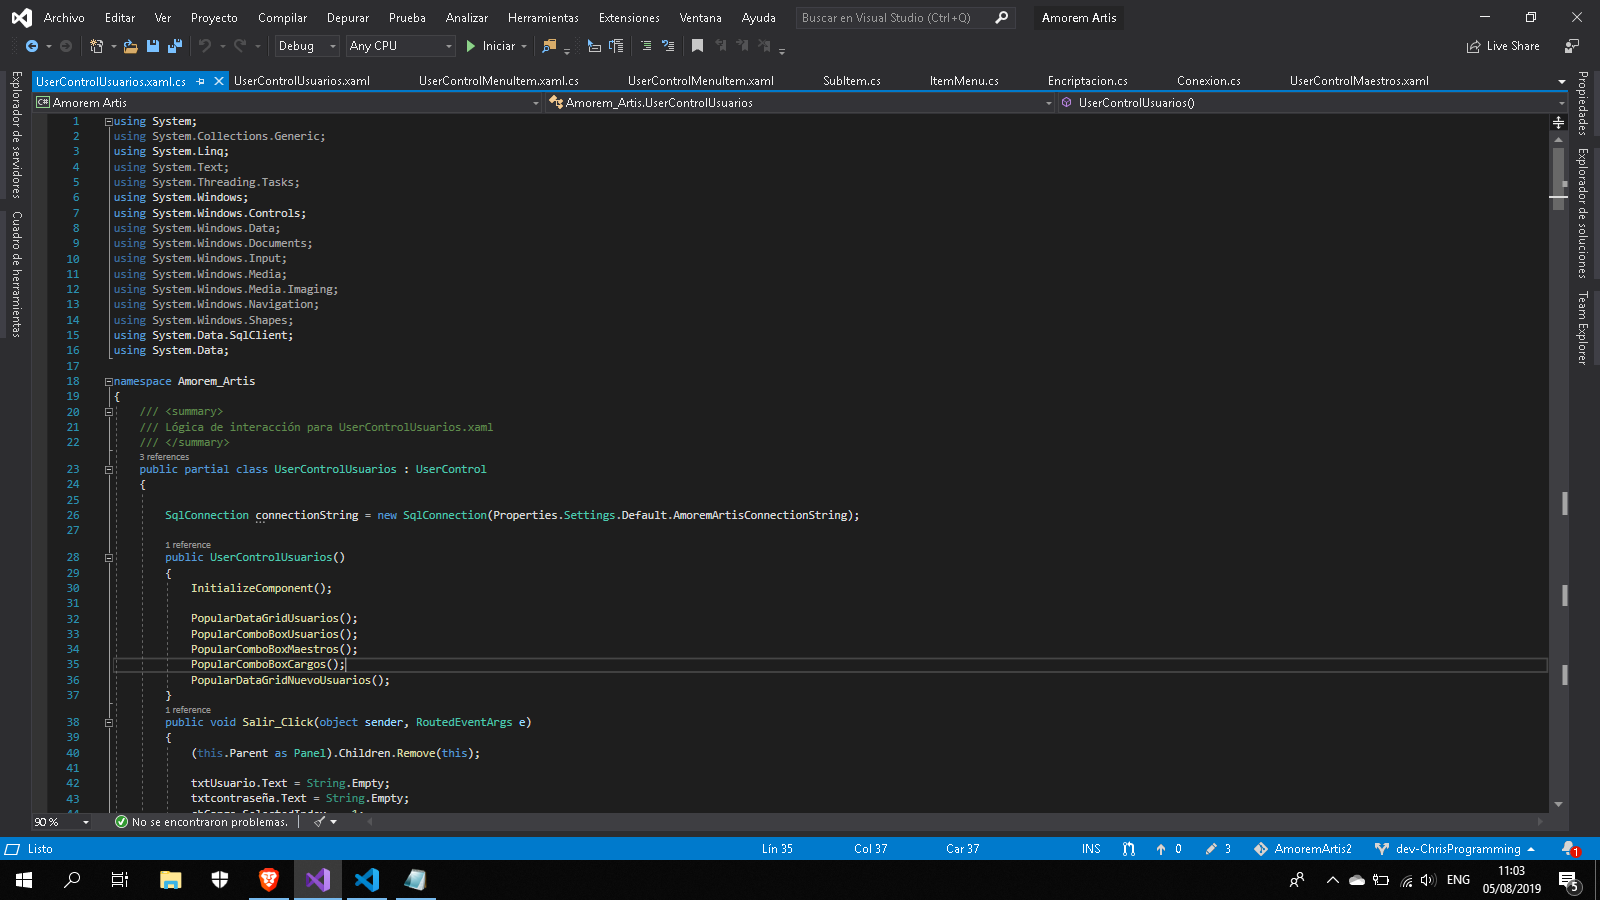 Archivo Editar Ver Proyecto Compilar Depurar Prueba Analizar Herramientas Extensiones Ventana Ayuda Buscar en Visual Studio (Ctrl+Q) Amorem Artis
Debug Any CPU Iniciar Live Share
UserControlUsuarios.xaml.cs UserControlUsuarios.xaml UserControlMenuItem.xaml.cs UserControlMenuItem.xaml SubItem.cs ItemMenu.cs Encriptacion.cs Conexion.cs UserControlMaestros.xaml
C# Amorem Artis Amorem_Artis.UserControlUsuarios UserControlUsuarios()
Explorador de servidores
Cuadro de herramientas
1 using System;
2 using System.Collections.Generic;
3 using System.Linq;
4 using System.Text;
5 using System.Threading.Tasks;
6 using System.Windows;
7 using System.Windows.Controls;
8 using System.Windows.Data;
9 using System.Windows.Documents;
10 using System.Windows.Input;
11 using System.Windows.Media;
12 using System.Windows.Media.Imaging;
13 using System.Windows.Navigation;
14 using System.Windows.Shapes;
15 using System.Data.SqlClient;
16 using System.Data;
17
18 namespace Amorem_Artis
19 {
20 /// <summary>
21 /// Lógica de interacción para UserControlUsuarios.xaml
22 /// </summary>
3 references
23 public partial class UserControlUsuarios : UserControl
24 {
25
26 SqlConnection connectionString = new SqlConnection(Properties.Settings.Default.AmoremArtisConnectionString);
27
1 reference
28 public UserControlUsuarios()
29 {
30 InitializeComponent();
31
32 PopularDataGridUsuarios();
33 PopularComboBoxUsuarios();
34 PopularComboBoxMaestros();
35 PopularComboBoxCargos();
36 PopularDataGridNuevoUsuarios();
37 }
1 reference
38 public void Salir_Click(object sender, RoutedEventArgs e)
39 {
40 (this.Parent as Panel).Children.Remove(this);
41
42 txtUsuario.Text = String.Empty;
43 txtcontraseña.Text = String.Empty;
Propiedades
Explorador de soluciones
Team Explorer
90 % No se encontraron problemas.
Listo Lín 35 Col 37 Car 37 INS 0 3 AmoremArtis2 dev-ChrisProgramming 1
ENG 11:03
05/08/2019 5